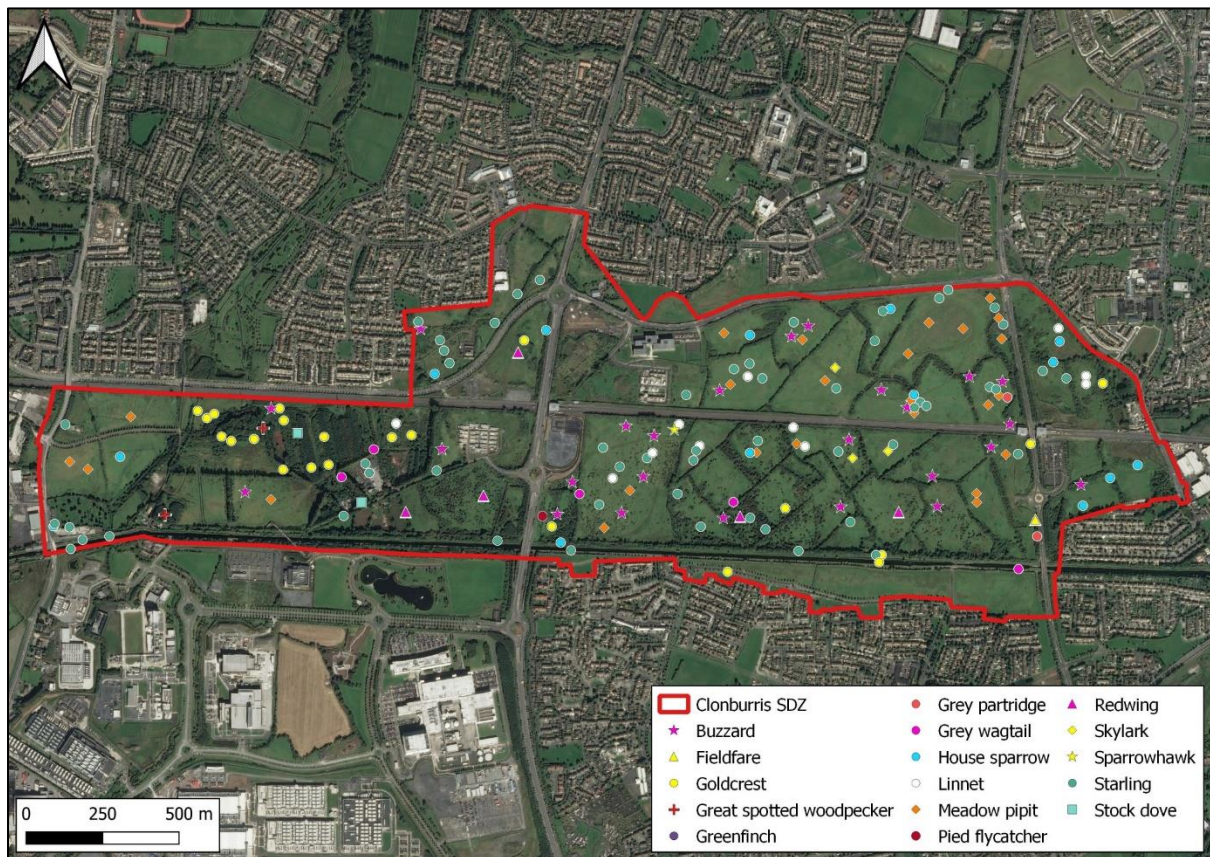 Clonburris SDZ
Buzzard
Fieldfare
Goldcrest
Great spotted woodpecker
Greenfinch
Grey partridge
Grey wagtail
House sparrow
Linnet
Meadow pipit
Pied flycatcher
Redwing
Skylark
Sparrowhawk
Starling
Stock dove
0 250 500 m